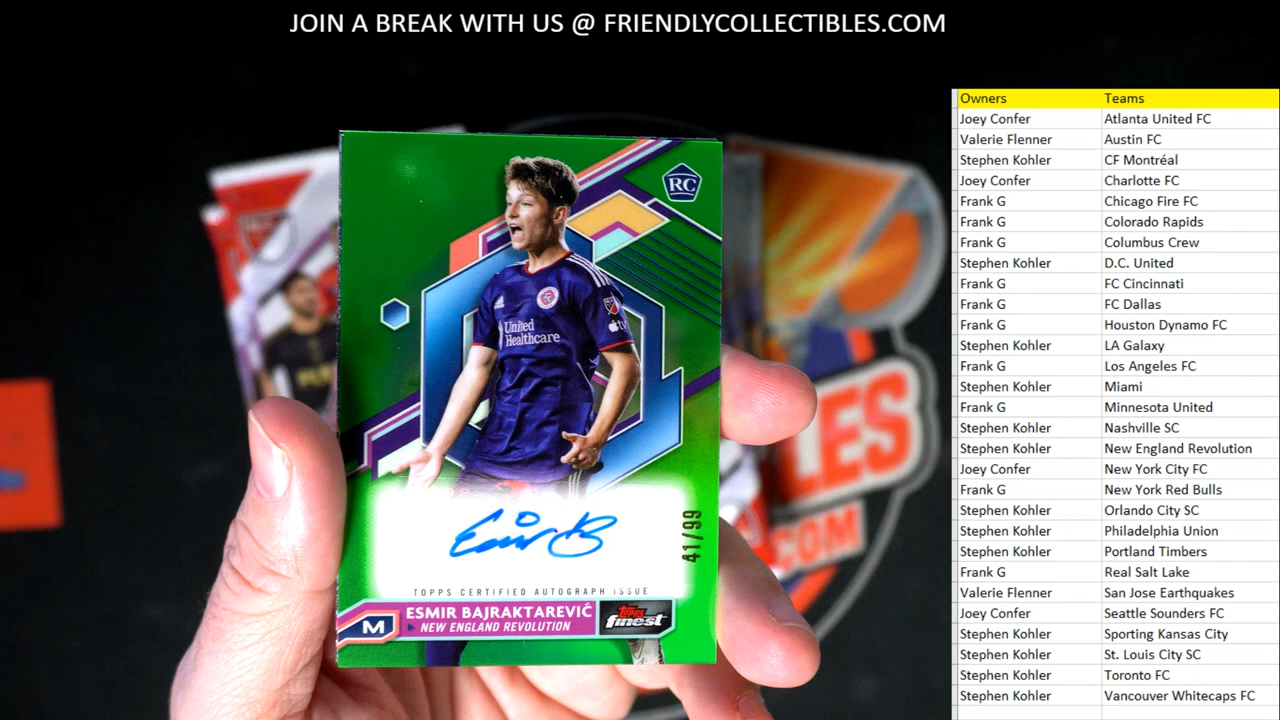 JOIN A BREAK WITH US @ FRIENDLYCOLLECTIBLES.COM
Owners Teams
Joey Confer Atlanta United FC
Valerie Flenner Austin FC
Stephen Kohler CF Montréal
Joey Confer Charlotte FC
Frank G Chicago Fire FC
Frank G Colorado Rapids
Frank G Columbus Crew
Stephen Kohler D.C. United
Frank G FC Cincinnati
Frank G FC Dallas
Frank G Houston Dynamo FC
Stephen Kohler LA Galaxy
Frank G Los Angeles FC
Stephen Kohler Miami
Frank G Minnesota United
Stephen Kohler Nashville SC
Stephen Kohler New England Revolution
Joey Confer New York City FC
Frank G New York Red Bulls
Stephen Kohler Orlando City SC
Stephen Kohler Philadelphia Union
Stephen Kohler Portland Timbers
Frank G Real Salt Lake
Valerie Flenner San Jose Earthquakes
Joey Confer Seattle Sounders FC
Stephen Kohler Sporting Kansas City
Stephen Kohler St. Louis City SC
Stephen Kohler Toronto FC
Stephen Kohler Vancouver Whitecaps FC
RC
United
Healthcare
tv
Esmir B
41/99
TOPPS CERTIFIED AUTOGRAPH ISSUE
M
ESMIR BAJRAKTAREVIĆ
NEW ENGLAND REVOLUTION
Topps
finest
LES
.COM